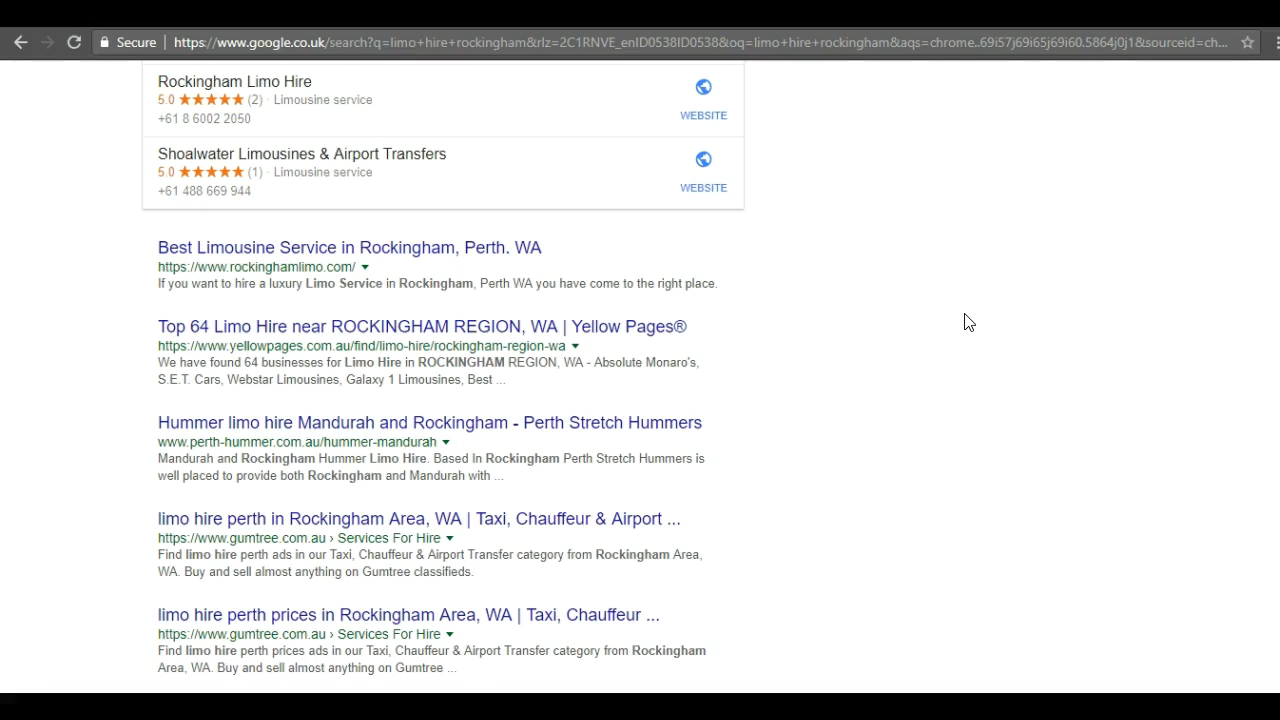 Secure | https://www.google.co.uk/search?q=limo+hire+rockingham&rlz=2C1RNVE_enID0538ID0538&oq=limo+hire+rockingham&aqs=chrome..69i57j69i65j69i60.5864j0j1&sourceid=ch...
Rockingham Limo Hire
5.0 ★★★★★ (2) · Limousine service
+61 8 6002 2050
WEBSITE
Shoalwater Limousines & Airport Transfers
5.0 ★★★★★ (1) · Limousine service
+61 488 669 944
WEBSITE
Best Limousine Service in Rockingham, Perth. WA
https://www.rockinghamlimo.com/
If you want to hire a luxury Limo Service in Rockingham, Perth WA you have come to the right place.
Top 64 Limo Hire near ROCKINGHAM REGION, WA | Yellow Pages®
https://www.yellowpages.com.au/find/limo-hire/rockingham-region-wa
We have found 64 businesses for Limo Hire in ROCKINGHAM REGION, WA - Absolute Monaro's,
S.E.T. Cars, Webstar Limousines, Galaxy 1 Limousines, Best ...
Hummer limo hire Mandurah and Rockingham - Perth Stretch Hummers
www.perth-hummer.com.au/hummer-mandurah
Mandurah and Rockingham Hummer Limo Hire. Based In Rockingham Perth Stretch Hummers is
well placed to provide both Rockingham and Mandurah with ...
limo hire perth in Rockingham Area, WA | Taxi, Chauffeur & Airport ...
https://www.gumtree.com.au › Services For Hire
Find limo hire perth ads in our Taxi, Chauffeur & Airport Transfer category from Rockingham Area,
WA. Buy and sell almost anything on Gumtree classifieds.
limo hire perth prices in Rockingham Area, WA | Taxi, Chauffeur ...
https://www.gumtree.com.au › Services For Hire
Find limo hire perth prices ads in our Taxi, Chauffeur & Airport Transfer category from Rockingham
Area, WA. Buy and sell almost anything on Gumtree ...